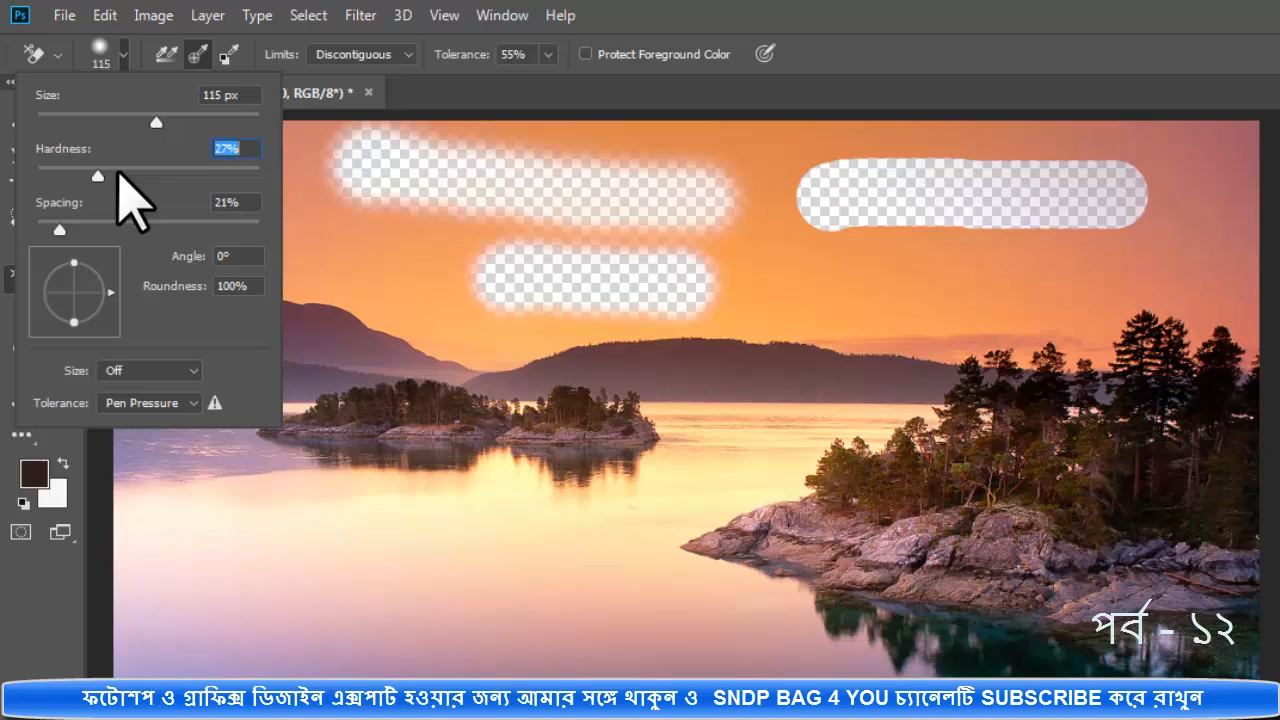 Ps File Edit Image Layer Type Select Filter 3D View Window Help
115 Limits: Discontiguous Tolerance: 55% Protect Foreground Color
Size: 115 px
0, RGB/8*) * ×
Hardness: 27%
Spacing: 21%
Angle: 0°
Roundness: 100%
Size: Off
Tolerance: Pen Pressure
পর্ব - ১২
ফটোশপ ও গ্রাফিক্স ডিজাইন এক্সপার্ট হওয়ার জন্য আমার সঙ্গে থাকুন ও SNDP BAG 4 YOU চ্যানেলটি SUBSCRIBE করে রাখুন